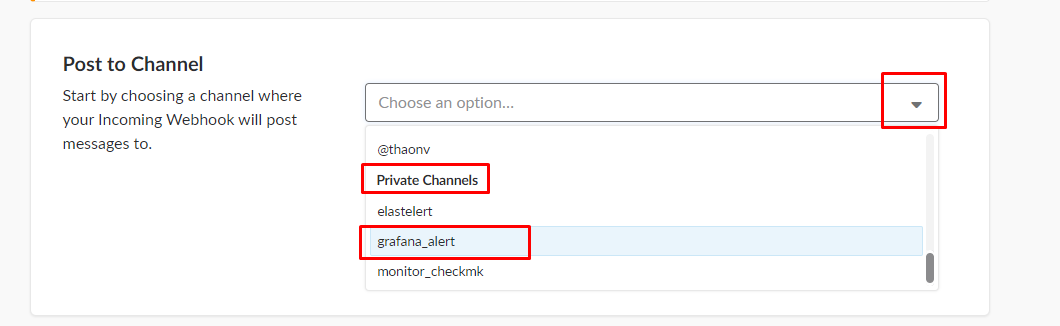 Post to Channel
Start by choosing a channel where
your Incoming Webhook will post
messages to.
Choose an option...
@thaonv
Private Channels
elastelert
grafana_alert
monitor_checkmk